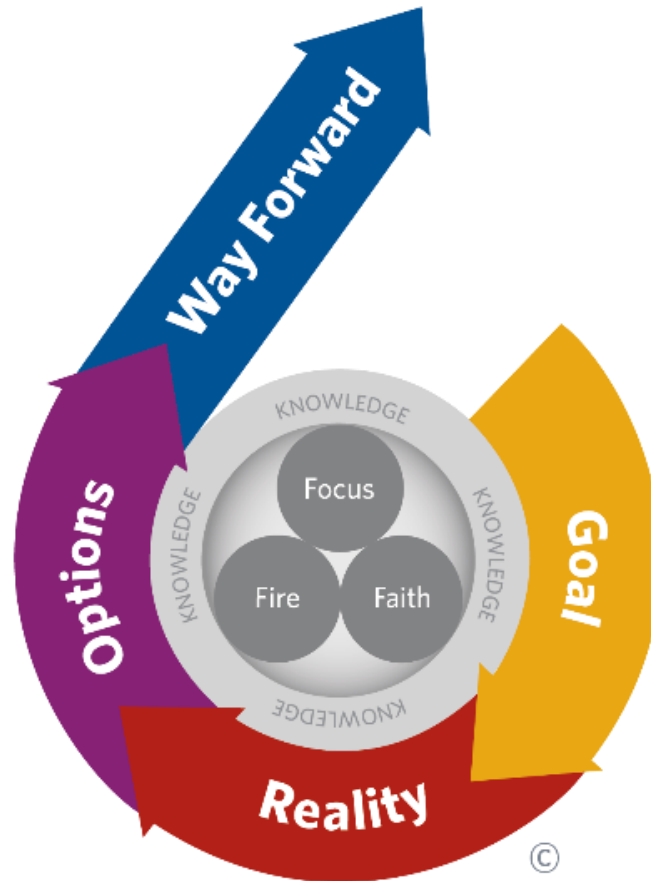 Way Forward
KNOWLEDGE
Focus
KNOWLEDGE
KNOWLEDGE
Goal
Options
Fire
Faith
KNOWLEDGE
Reality
©